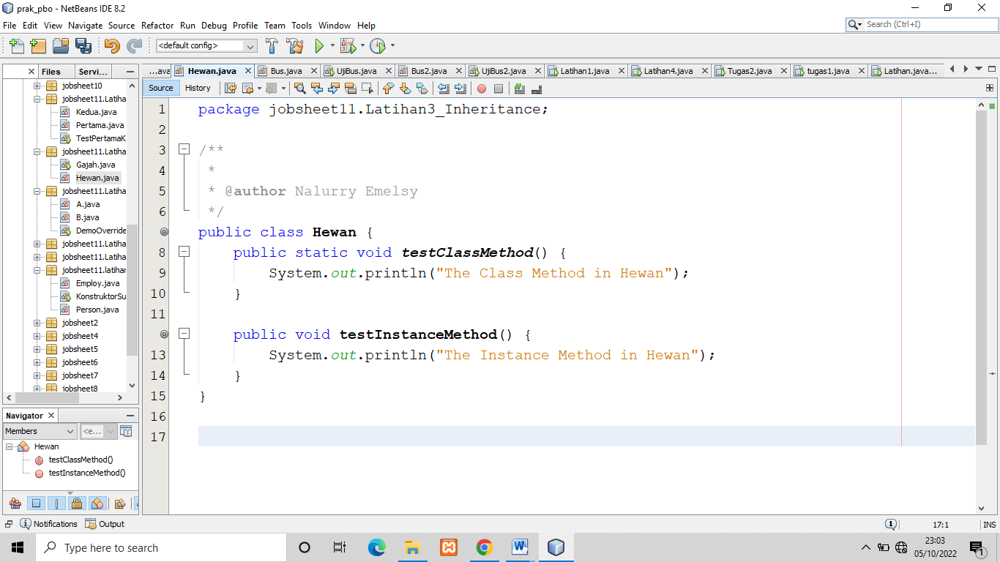 prak_pbo - NetBeans IDE 8.2
File Edit View Navigate Source Refactor Run Debug Profile Team Tools Window Help
Search (Ctrl+I)
<default config>
Files Servi...
...ava Hewan.java Bus.java UjiBus.java Bus2.java UjiBus2.java Latihan1.java Latihan4.java Tugas2.java tugas1.java Latihan.java...
Source History
jobsheet10
jobsheet11.Latiha
Kedua.java
Pertama.java
TestPertamaK
jobsheet11.Latiha
Gajah.java
Hewan.java
jobsheet11.Latiha
A.java
B.java
DemoOverride
jobsheet11.Latiha
jobsheet11.Latiha
jobsheet11.latihar
Employ.java
KonstruktorSu
Person.java
jobsheet2
jobsheet4
jobsheet5
jobsheet6
jobsheet7
jobsheet8
1 package jobsheet11.Latihan3_Inheritance;
2
3 /**
4 *
5 * @author Nalurry Emelsy
6 */
public class Hewan {
8 public static void testClassMethod() {
9 System.out.println("The Class Method in Hewan");
10 }
11
public void testInstanceMethod() {
13 System.out.println("The Instance Method in Hewan");
14 }
15 }
16
17
Navigator
Members <e...
Hewan
testClassMethod()
testInstanceMethod()
Notifications Output
1 17:1 INS
Type here to search
23:03
05/10/2022
1